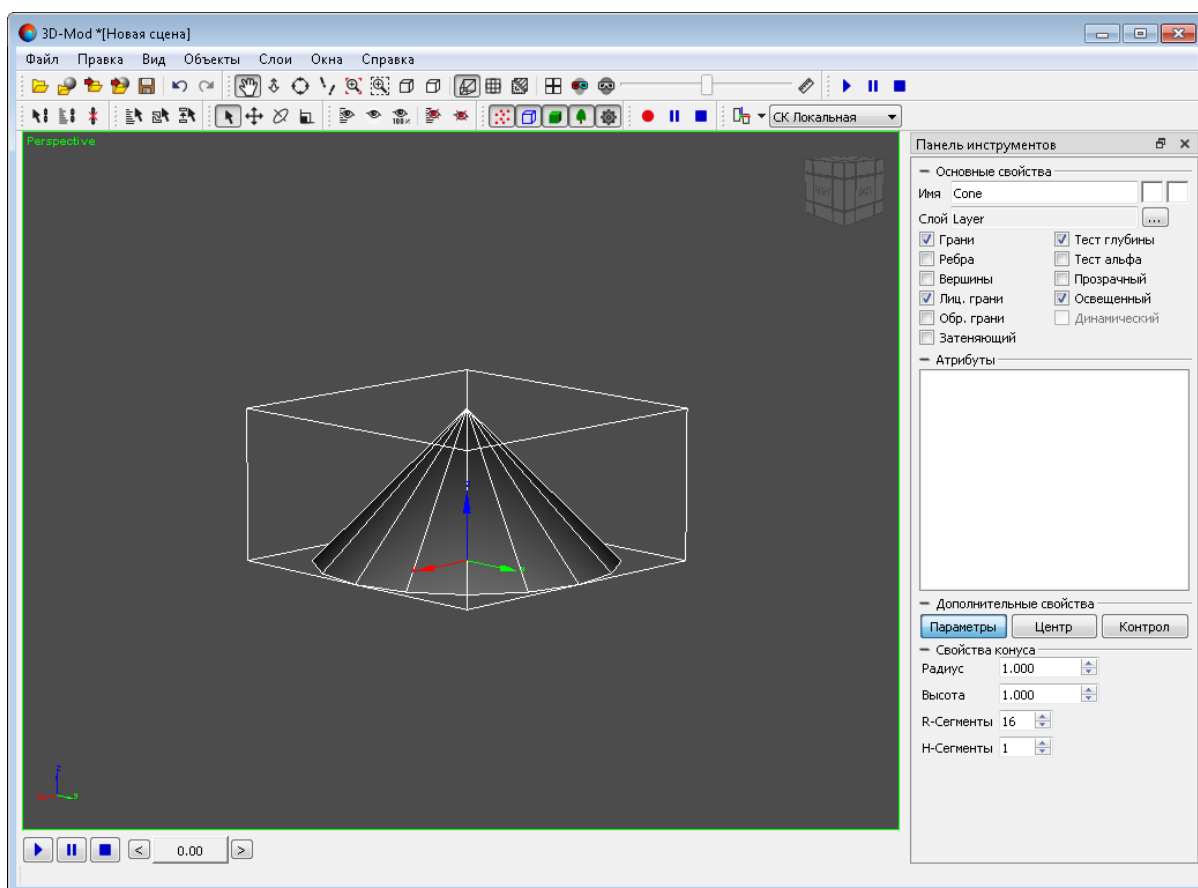 3D-Mod *[Новая сцена]
Файл Правка Вид Объекты Слои Окна Справка
100%
СК Локальная
Perspective
Панель инструментов
Основные свойства
Имя Cone
Слой Layer ...
Грани Тест глубины
Ребра Тест альфа
Вершины Прозрачный
Лиц. грани Освещенный
Обр. грани Динамический
Затеняющий
Атрибуты
Дополнительные свойства
Параметры Центр Контрол
Свойства конуса
Радиус 1.000
Высота 1.000
R-Сегменты 16
H-Сегменты 1
z
y
< 0.00 >